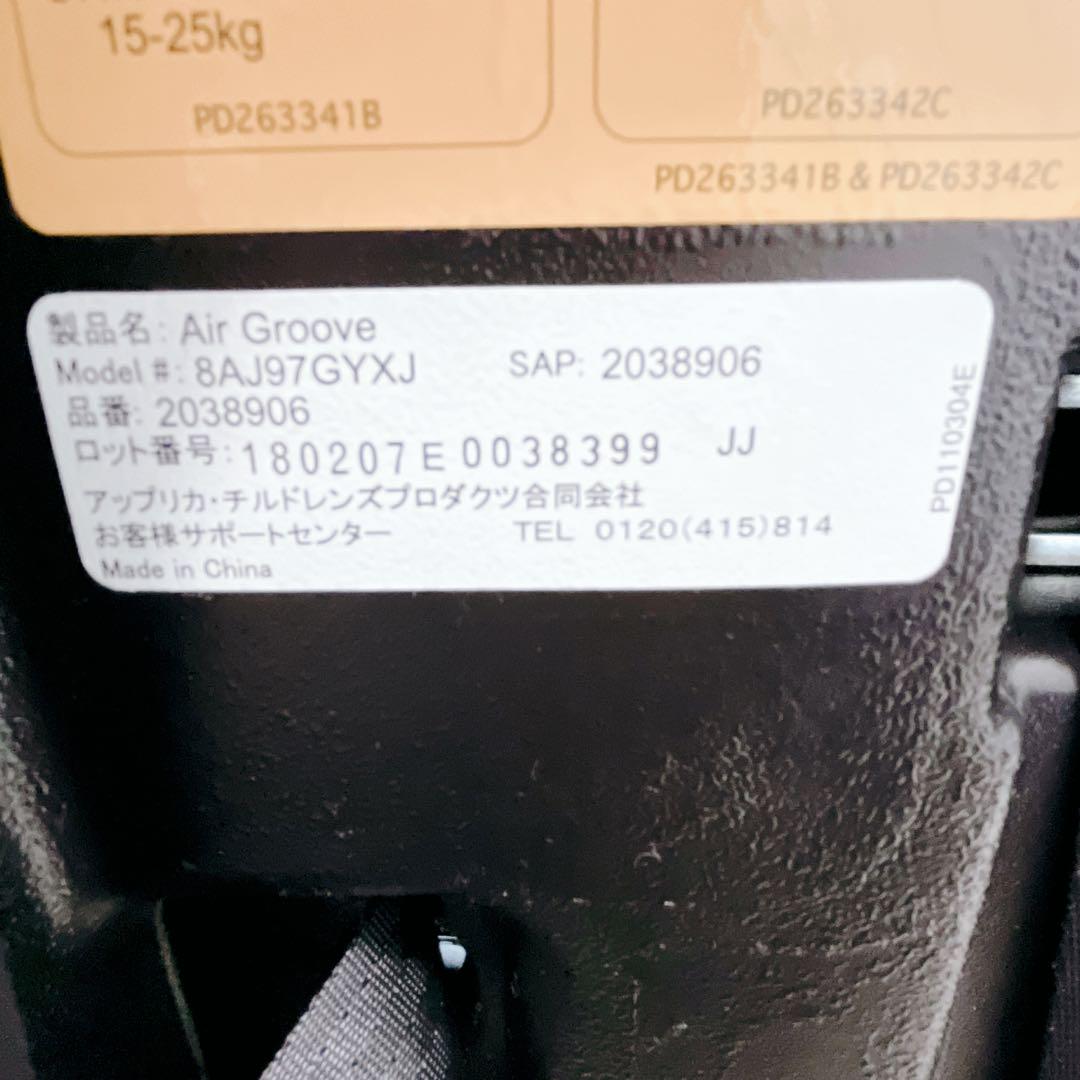 15-25kg
PD263341B
PD263342C
PD263341B & PD263342C
製品名: Air Groove
Model #: 8AJ97GYXJ SAP: 2038906
品番: 2038906
ロット番号: 180207E0038399 JJ
アップリカ・チルドレンズプロダクツ合同会社
お客様サポートセンター TEL 0120(415)814
Made in China
PD110304E